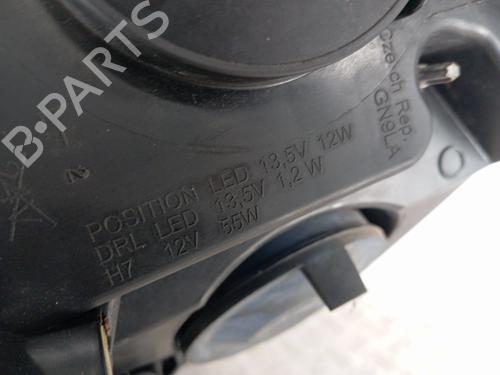 B-PARTS
Czech Rep.
GN9LA
2
POSITION LED 13,5V 12W
DRL LED 13,5V 1,2 W
H7 12V 55W